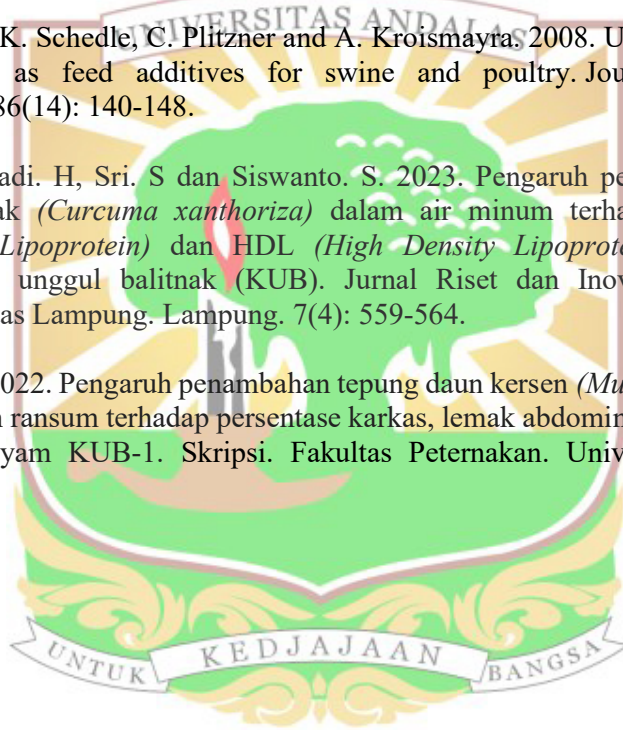 UNIVERSITAS ANDALAS
K. Schedle, C. Plitzner and A. Kroismayra. 2008. U
as feed additives for swine and poultry. Jou
86(14): 140-148.
adi. H, Sri. S dan Siswanto. S. 2023. Pengaruh pe
ak (Curcuma xanthoriza) dalam air minum terha
Lipoprotein) dan HDL (High Density Lipoprote
unggul balitnak (KUB). Jurnal Riset dan Inov
as Lampung. Lampung. 7(4): 559-564.
022. Pengaruh penambahan tepung daun kersen (Mu
n ransum terhadap persentase karkas, lemak abdomin
yam KUB-1. Skripsi. Fakultas Peternakan. Univ
UNTUK KEDJAJAAN BANGSA